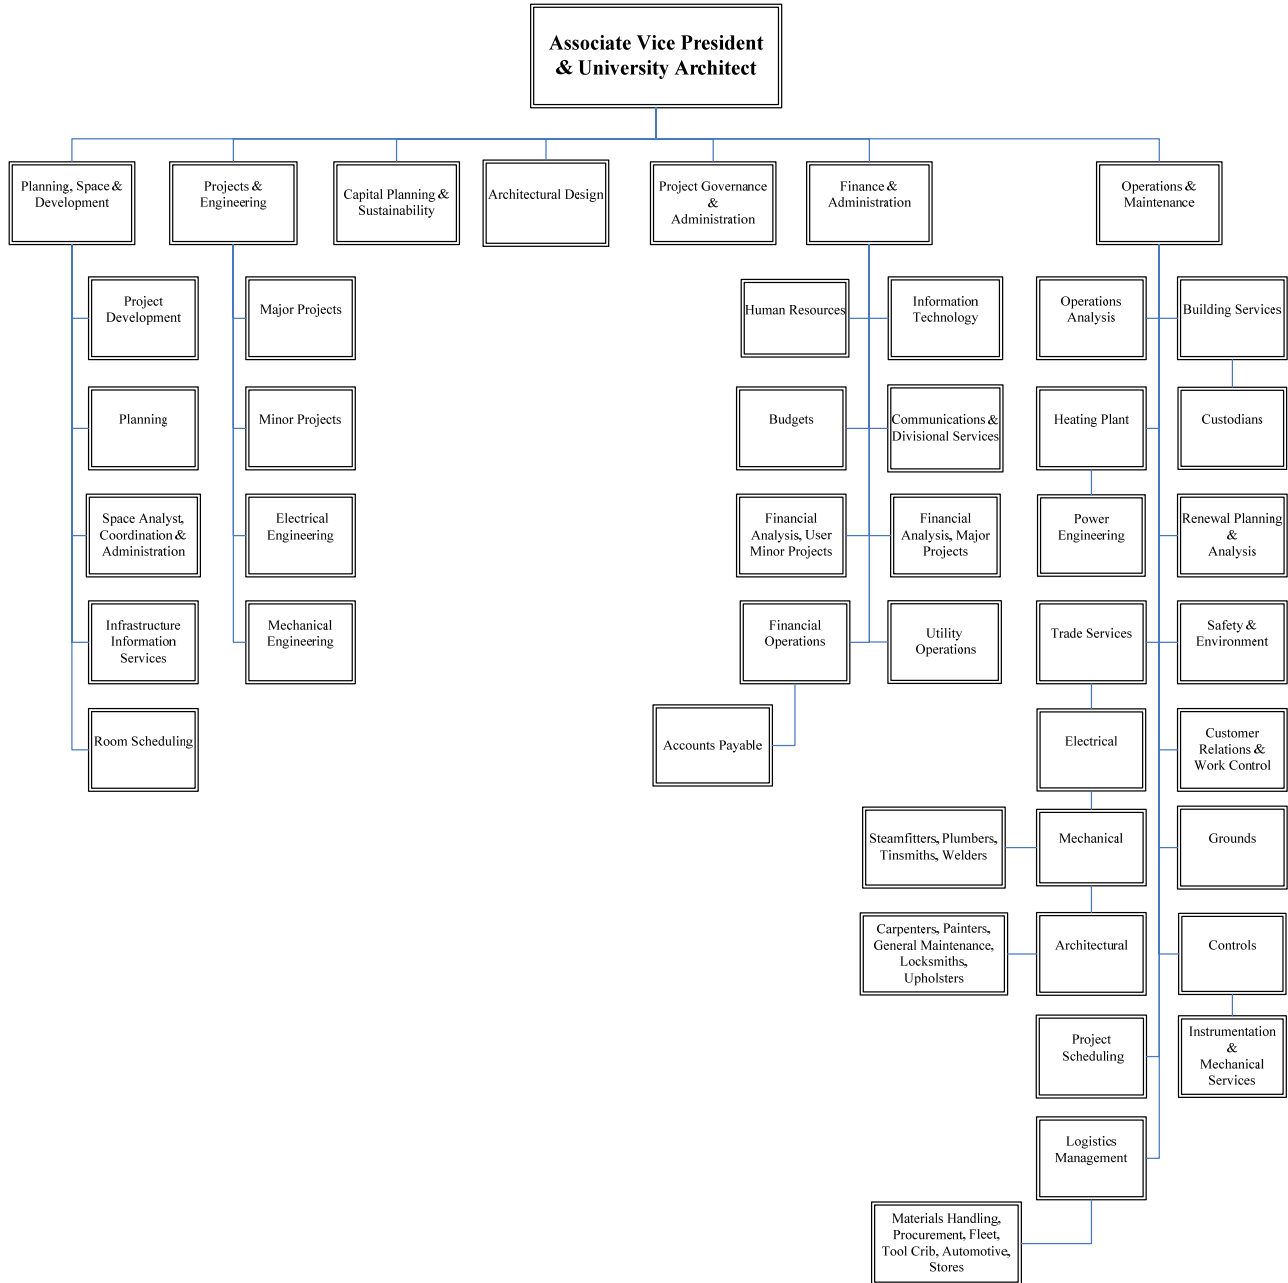 Associate Vice President
& University Architect
Planning, Space &
Development
Projects &
Engineering
Capital Planning &
Sustainability
Architectural Design
Project Governance
&
Administration
Finance &
Administration
Operations &
Maintenance
Project
Development
Planning
Space Analyst,
Coordination &
Administration
Infrastructure
Information
Services
Room Scheduling
Major Projects
Minor Projects
Electrical
Engineering
Mechanical
Engineering
Human Resources
Information
Technology
Budgets
Communications &
Divisional Services
Financial
Analysis, User
Minor Projects
Financial
Analysis, Major
Projects
Financial
Operations
Utility
Operations
Accounts Payable
Operations
Analysis
Building Services
Heating Plant
Custodians
Power
Engineering
Renewal Planning
&
Analysis
Trade Services
Safety &
Environment
Electrical
Customer
Relations &
Work Control
Steamfitters, Plumbers,
Tinsmiths, Welders
Mechanical
Grounds
Carpenters, Painters,
General Maintenance,
Locksmiths,
Upholsters
Architectural
Controls
Project
Scheduling
Instrumentation
&
Mechanical
Services
Logistics
Management
Materials Handling,
Procurement, Fleet,
Tool Crib, Automotive,
Stores